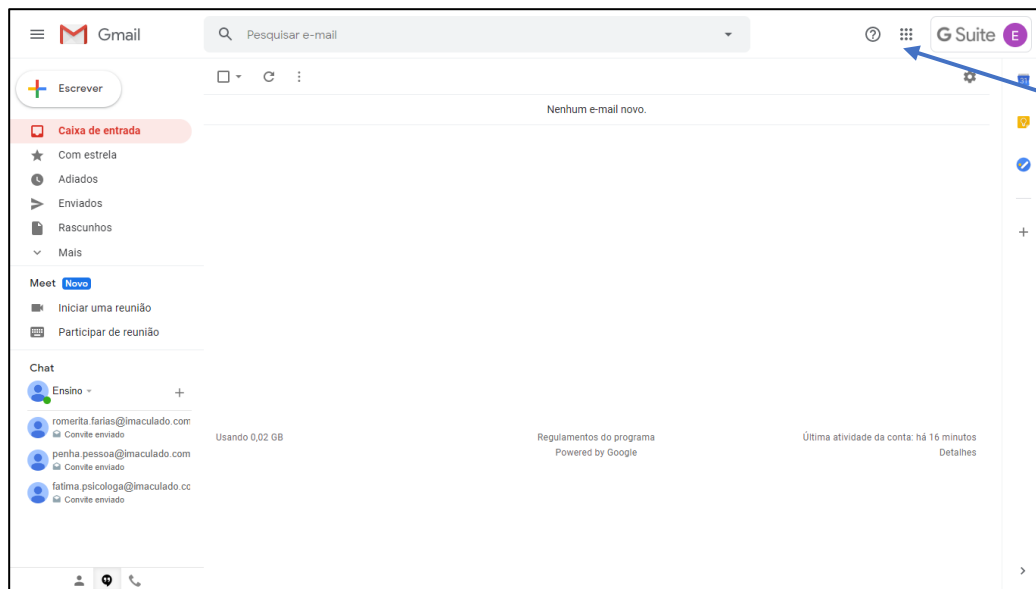 Gmail
Pesquisar e-mail
G Suite E
Escrever
Nenhum e-mail novo.
Caixa de entrada
Com estrela
Adiados
Enviados
Rascunhos
Mais
Meet Novo
Iniciar uma reunião
Participar de reunião
Chat
Ensino
romerita.farias@imaculado.com
Convite enviado
penha.pessoa@imaculado.com
Convite enviado
fatima.psicologa@imaculado.cc
Convite enviado
Usando 0,02 GB
Regulamentos do programa
Powered by Google
Última atividade da conta: há 16 minutos
Detalhes